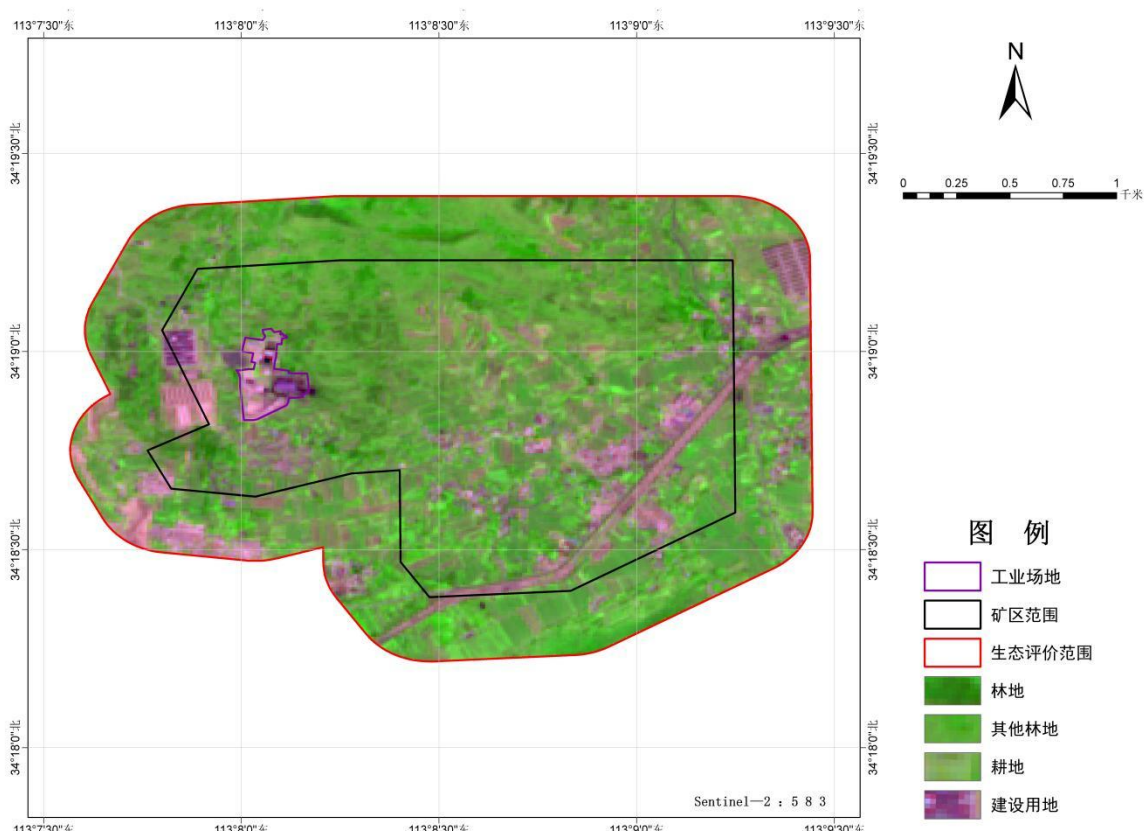 113°7'30"东 113°8'0"东 113°8'30"东 113°9'0"东 113°9'30"东
N
34°19'30"北 34°19'30"北
0 0.25 0.5 0.75 1
千米
34°19'0"北 34°19'0"北
34°18'30"北 34°18'30"北
图 例
工业场地
矿区范围
生态评价范围
林地
其他林地
耕地
建设用地
34°18'0"北 34°18'0"北
Sentinel—2 : 5 8 3
113°7'30"东 113°8'0"东 113°8'30"东 113°9'0"东 113°9'30"东